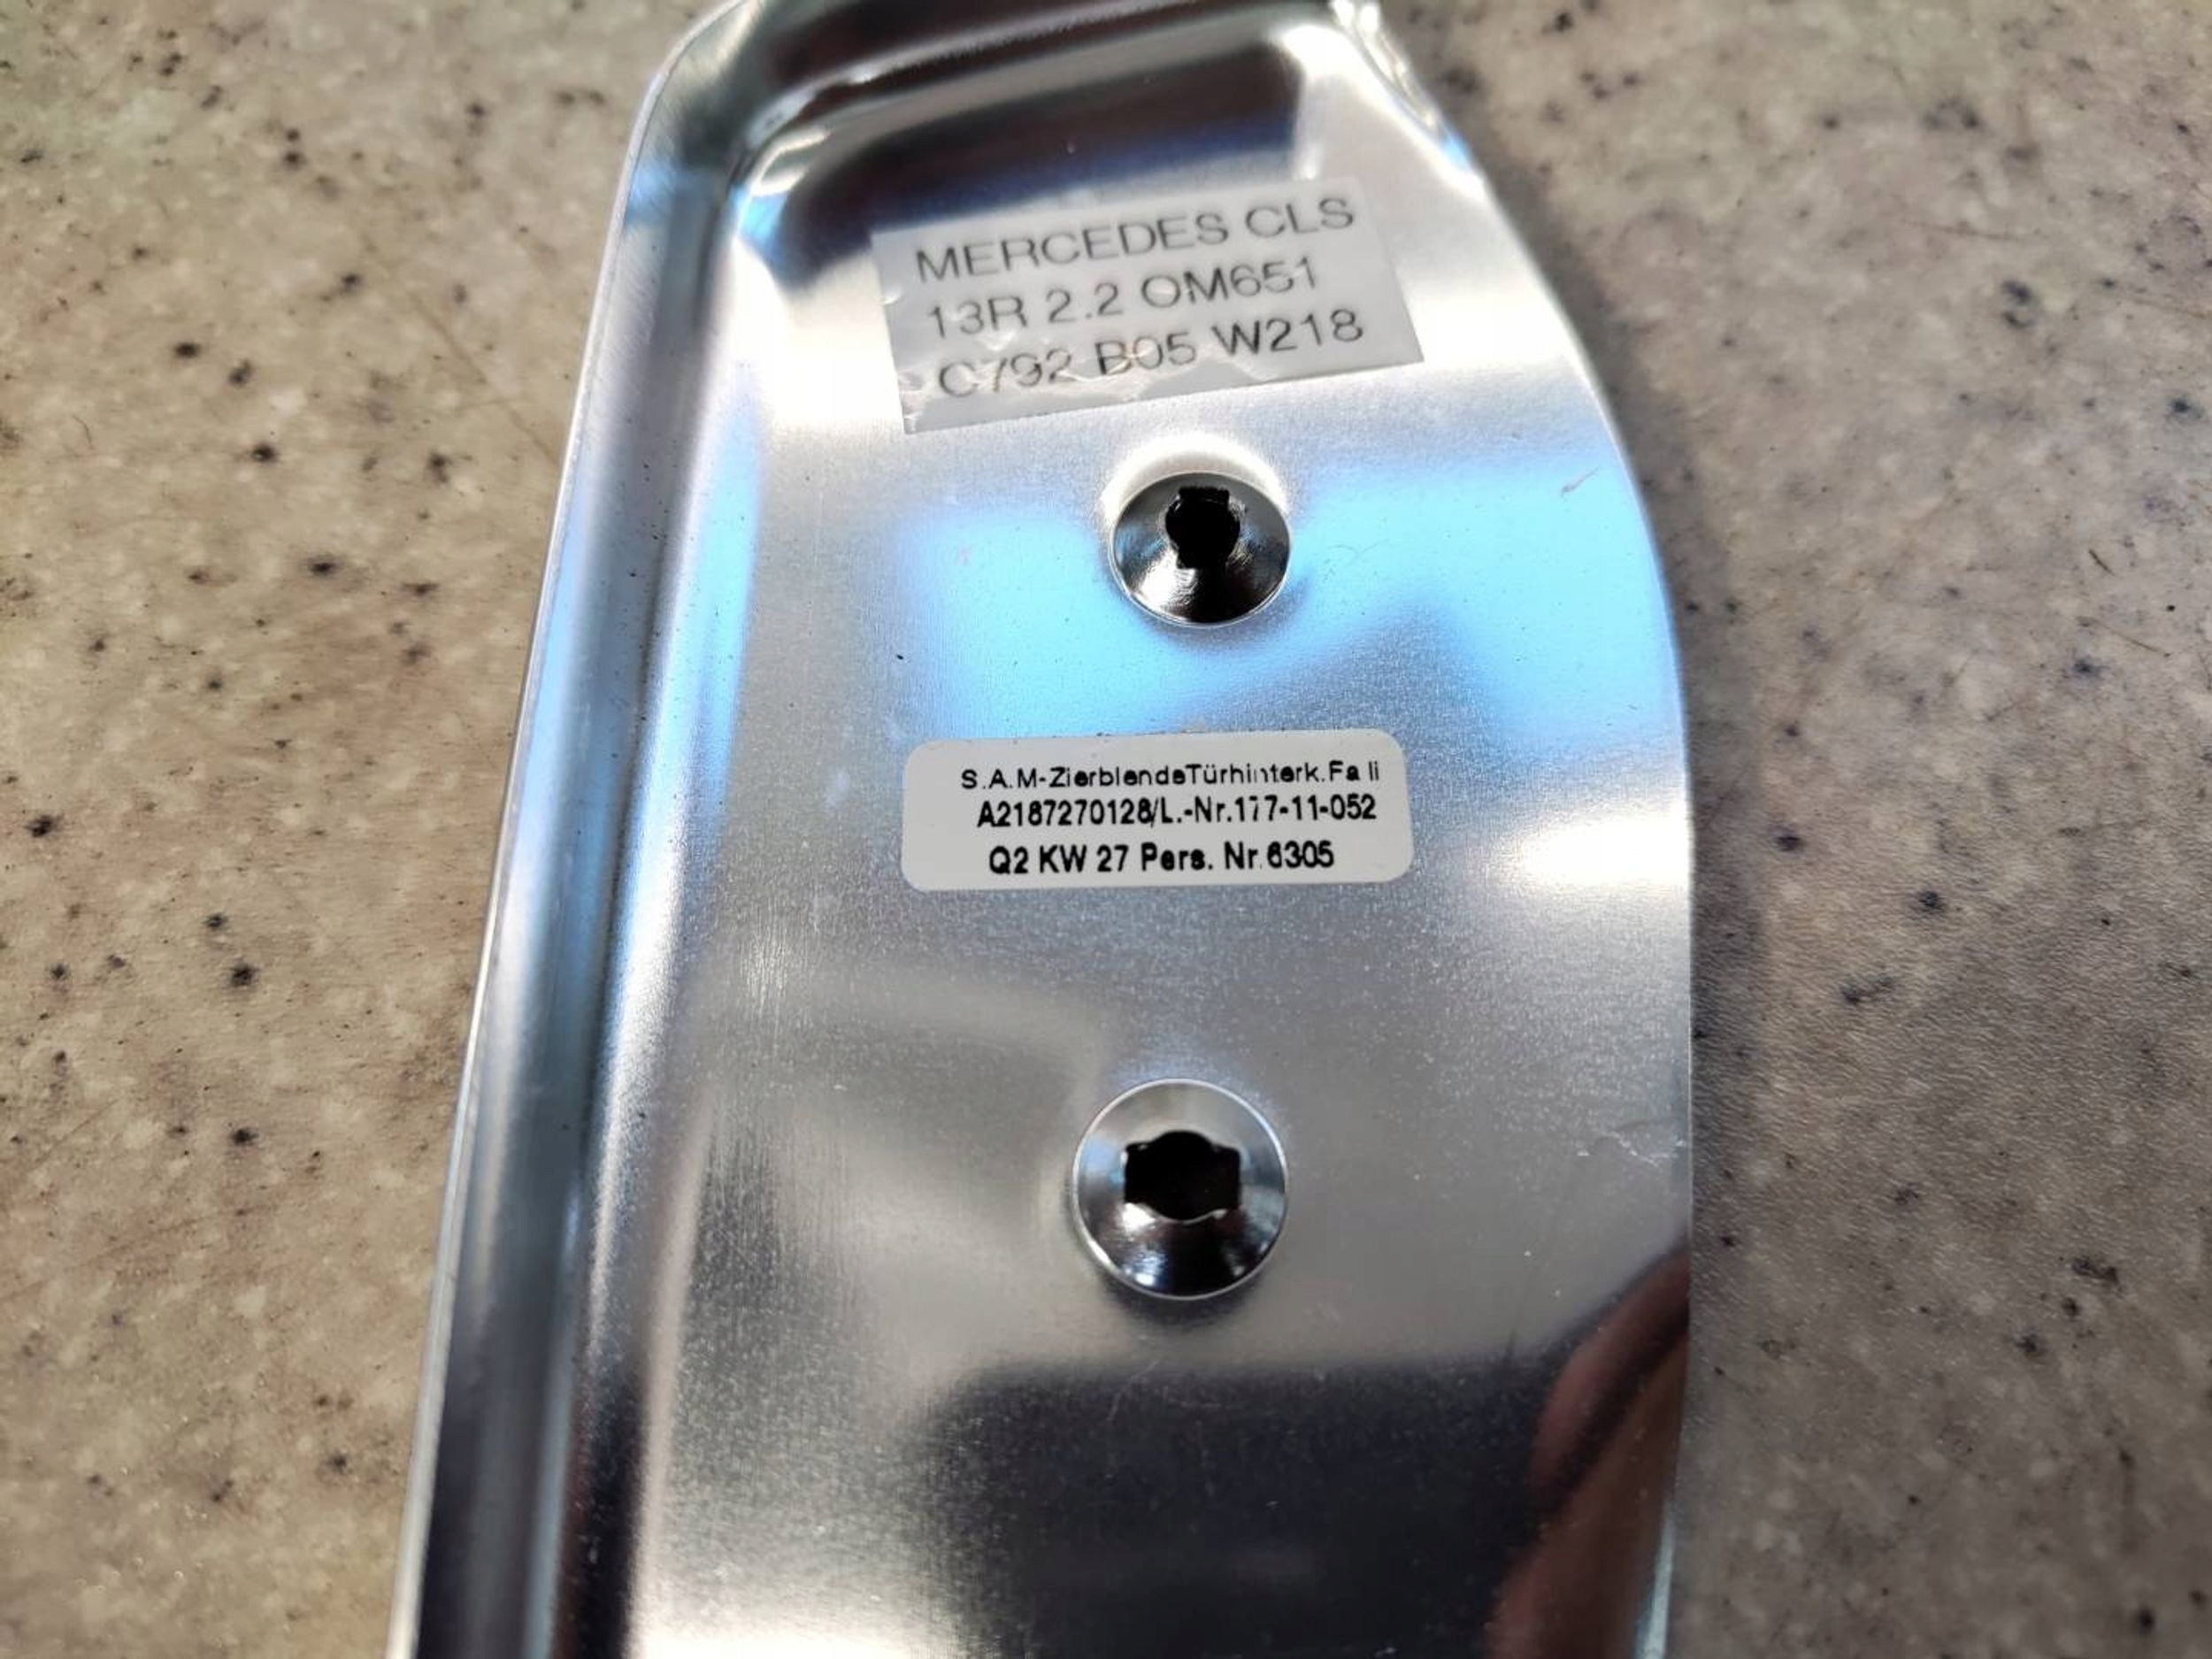 MERCEDES CLS
13R 2.2 OM651
C792 B05 W218
S.A.M-ZierblendeTürhinterk.Fa li
A2187270128/L.-Nr.177-11-052
Q2 KW 27 Pers. Nr.6305